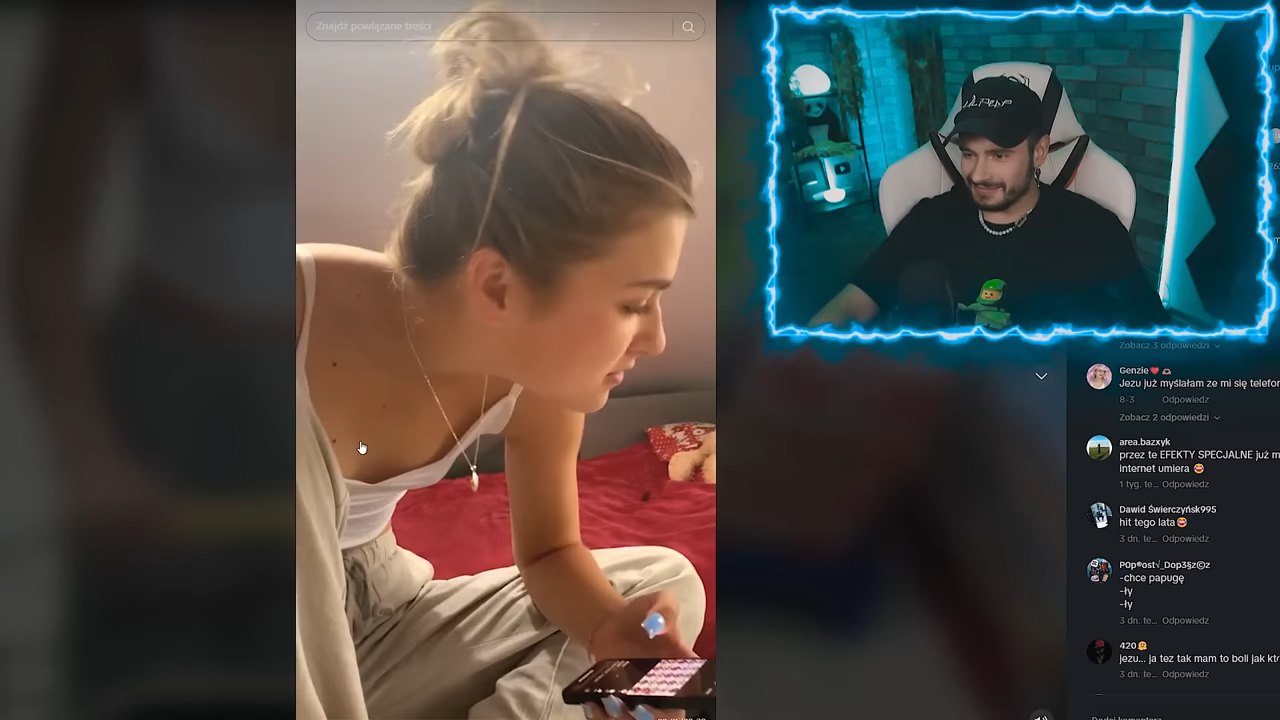 Znajdź powiązane treści
Zobacz 3 odpowiedzi
Genzie❤️🫶
Jezu już myślałam ze mi się telefon
8-3 Odpowiedz
Zobacz 2 odpowiedzi
area.bazxyk
przez te EFEKTY SPECJALNE już m
internet umiera 🤩
1 tyg. te... Odpowiedz
Dawid Świerczyńsk995
hit tego lata🤩
3 dn. te... Odpowiedz
-chce papugę
-ły
-ły
3 dn. te... Odpowiedz
420🤗
jezu... ja tez tak mam to boli jak kt
3 dn. te... Odpowiedz